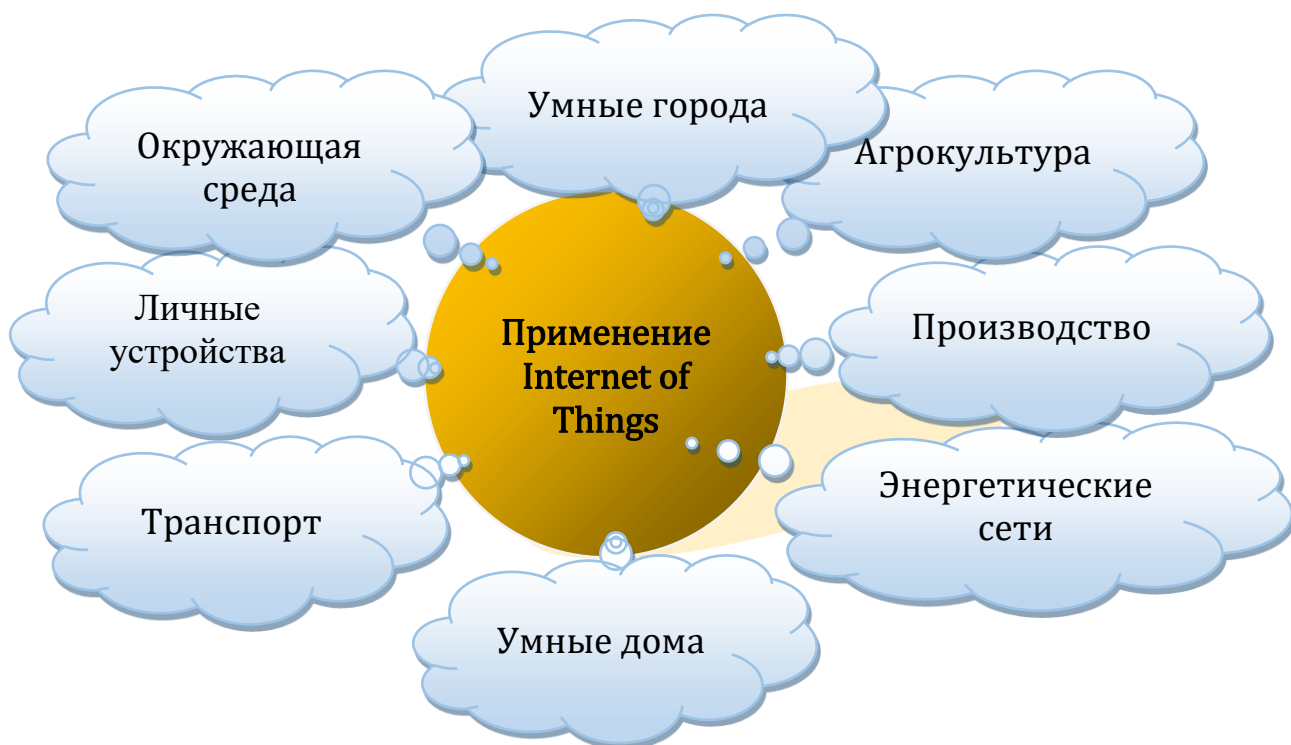 Умные города
Окружающая
среда
Агрокультура
Личные
устройства
Применение
Internet of
Things
Производство
Транспорт
Энергетические
сети
Умные дома